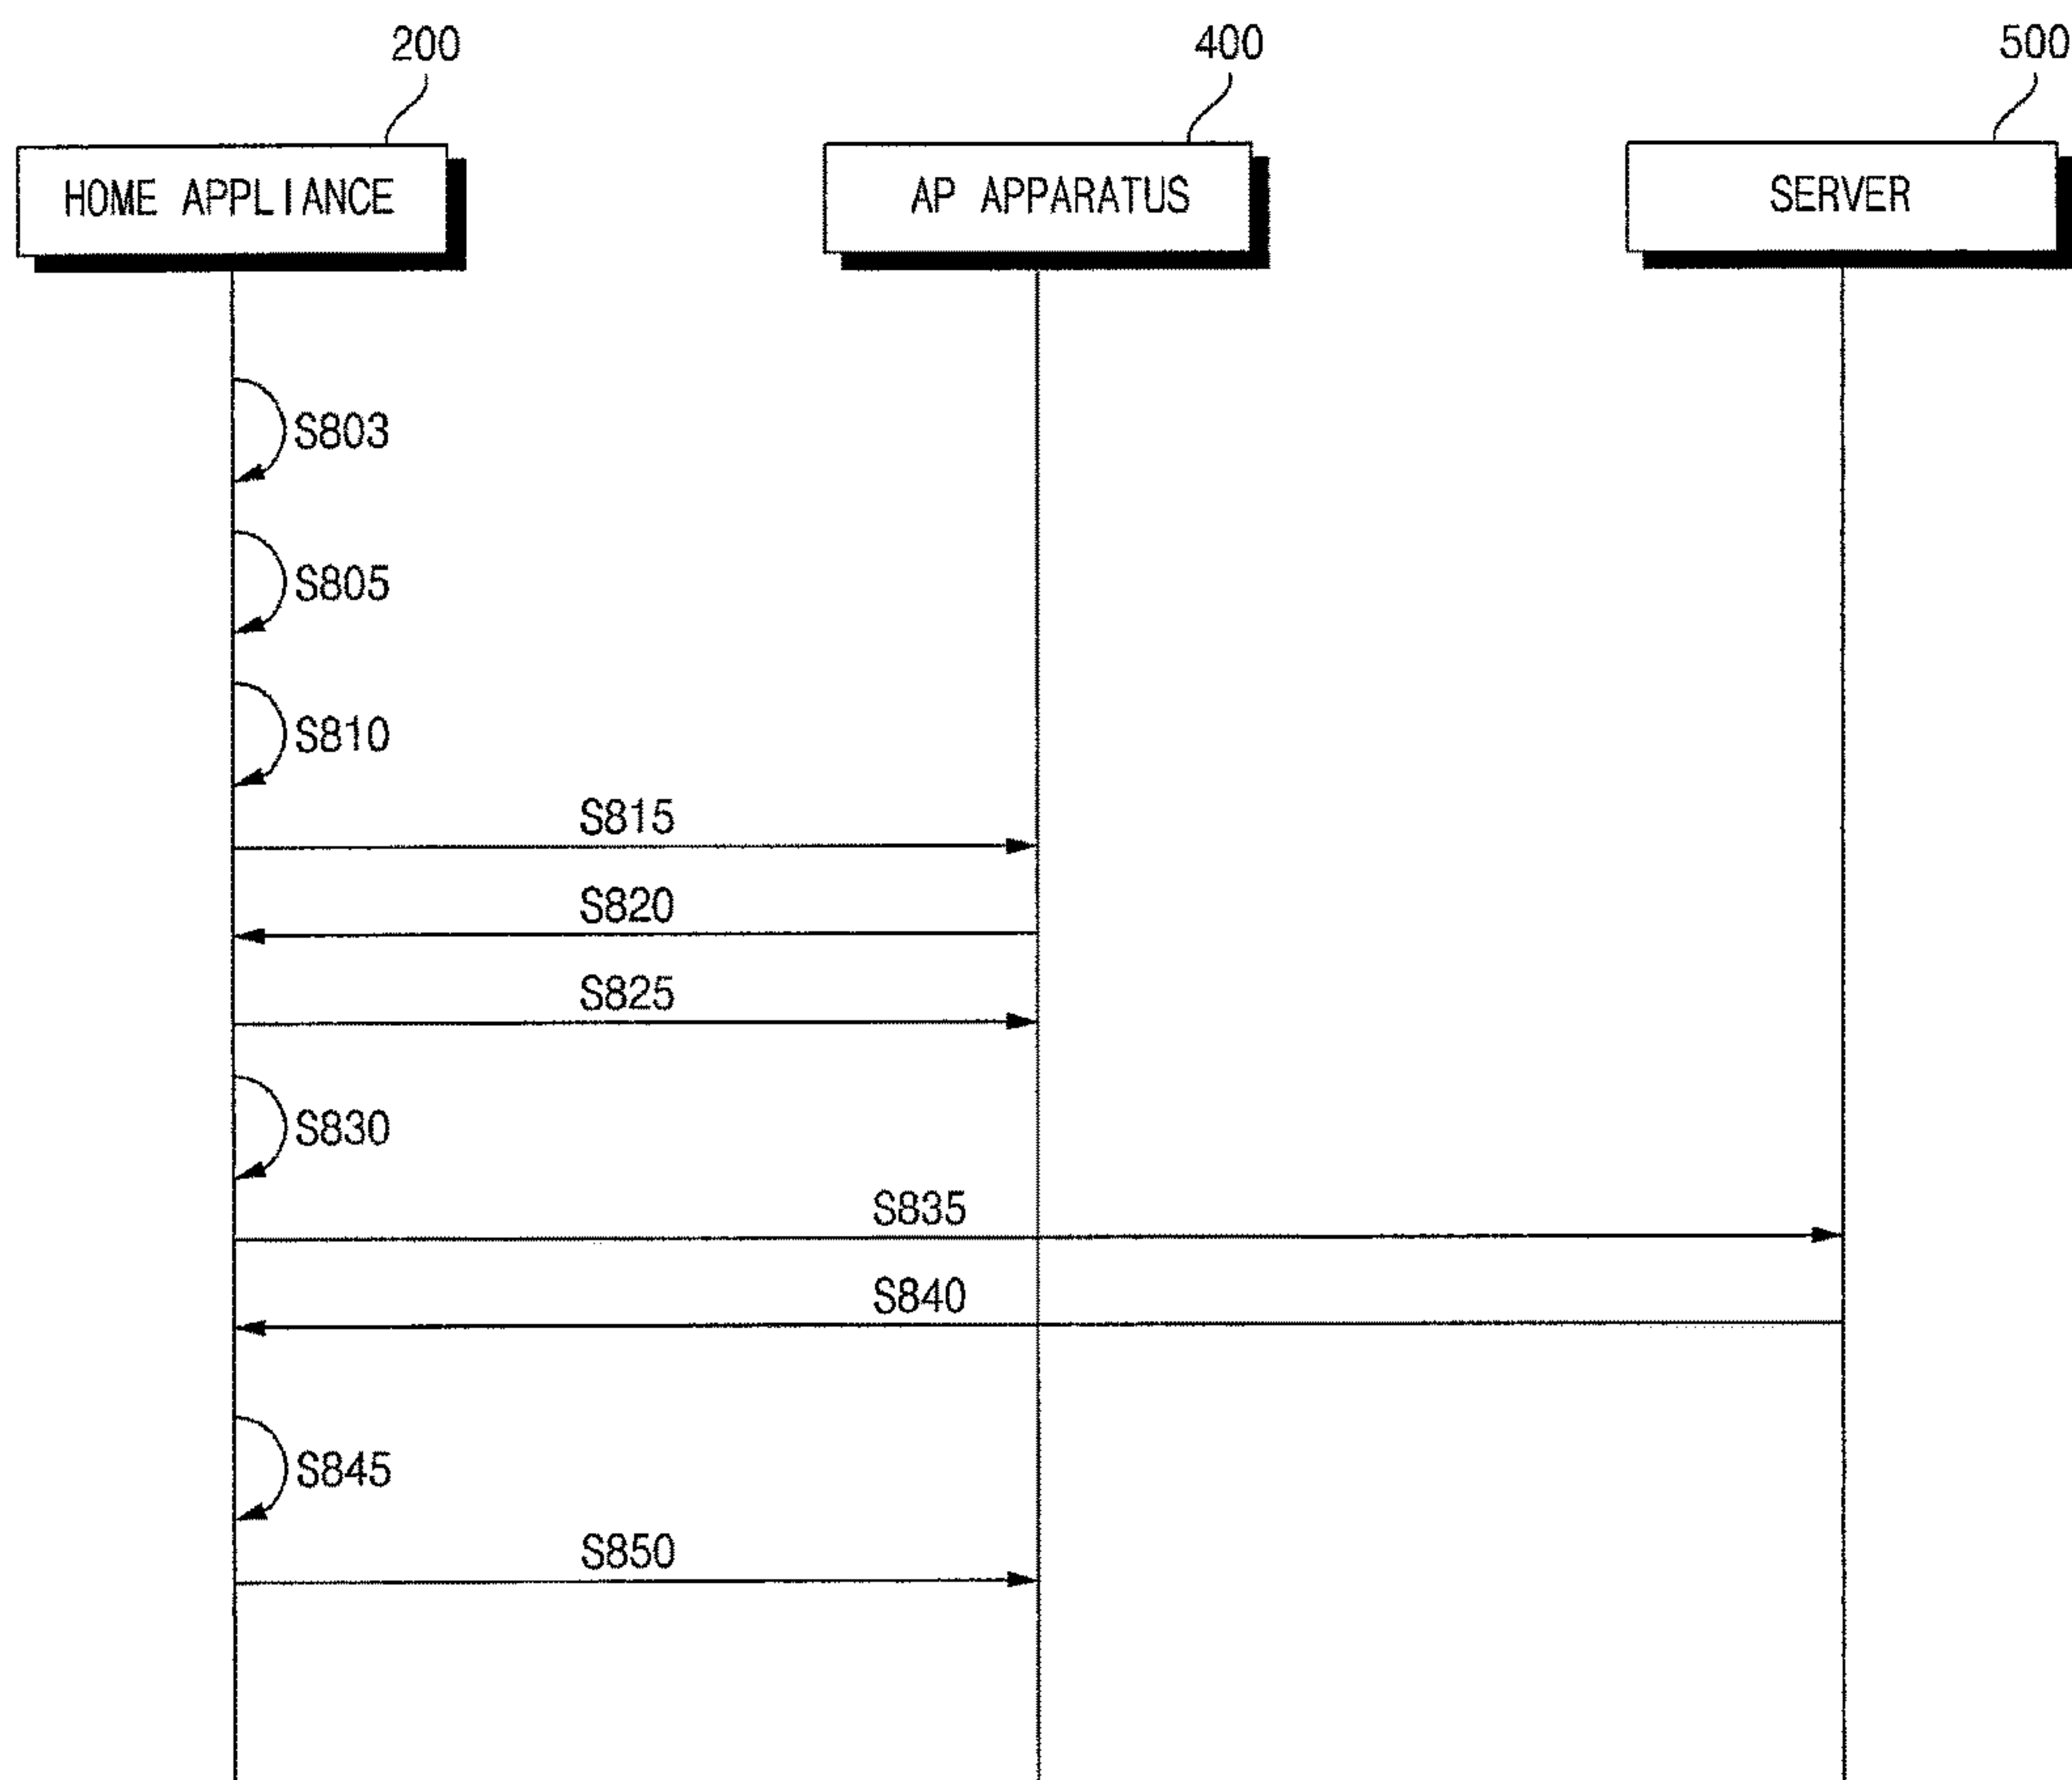 200
400
500
HOME APPLIANCE
AP APPARATUS
SERVER
S803
S805
S810
S815
S820
S825
S830
S835
S840
S845
S850